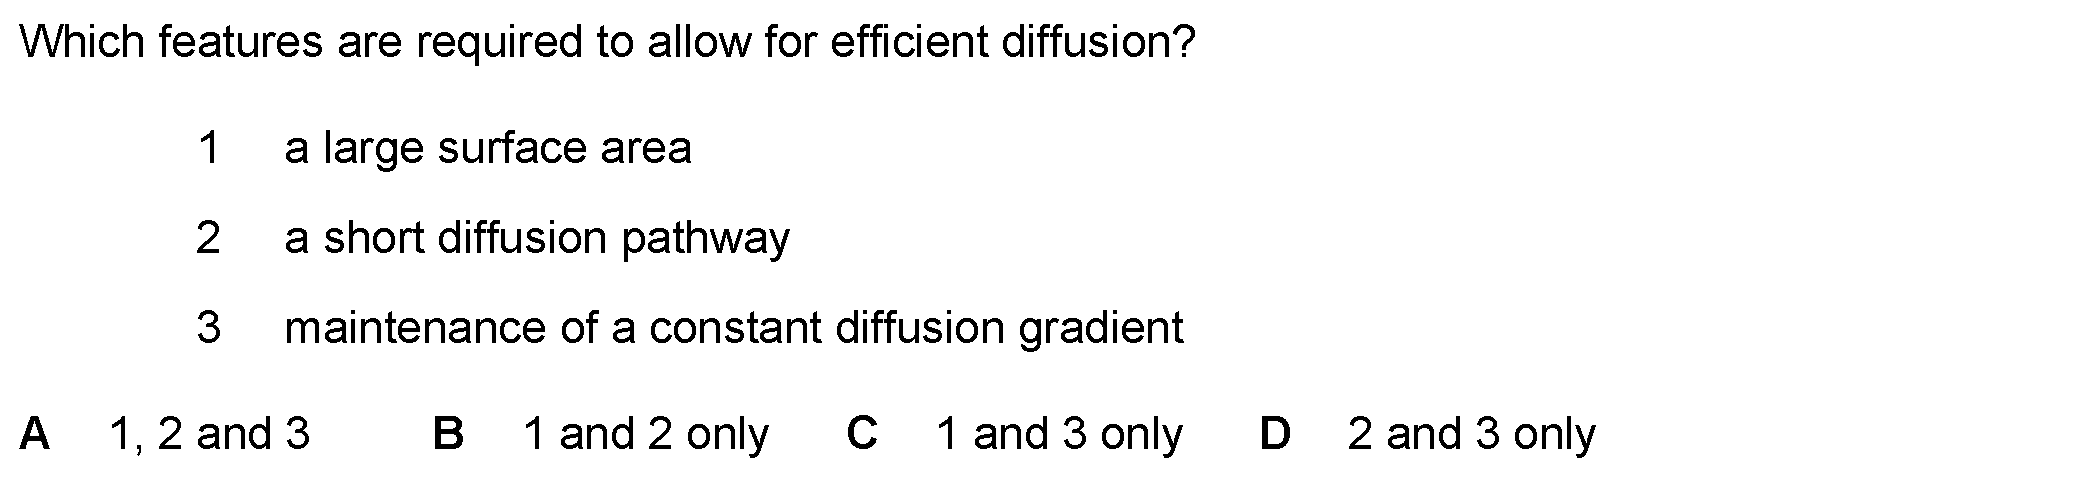 Which features are required to allow for efficient diffusion?
1 a large surface area
2 a short diffusion pathway
3 maintenance of a constant diffusion gradient
A 1, 2 and 3 B 1 and 2 only C 1 and 3 only D 2 and 3 only